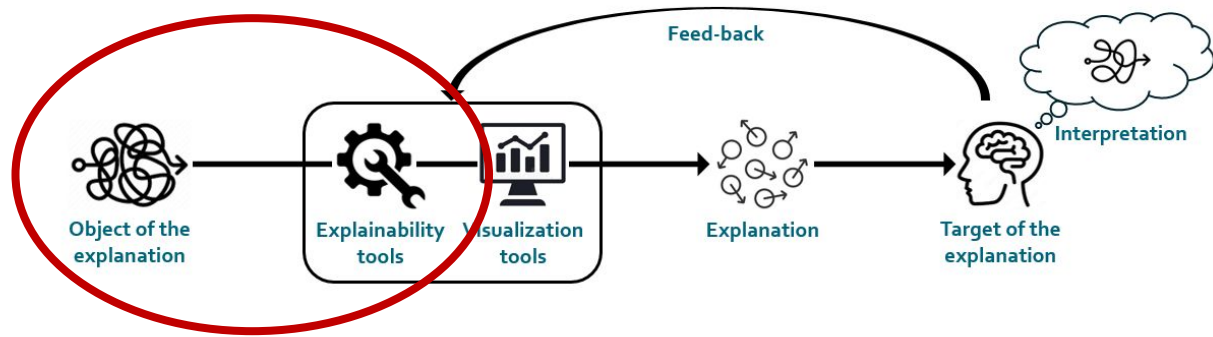 Feed-back
Interpretation
Object of the
explanation
Explainability
tools
Visualization
tools
Explanation
Target of the
explanation